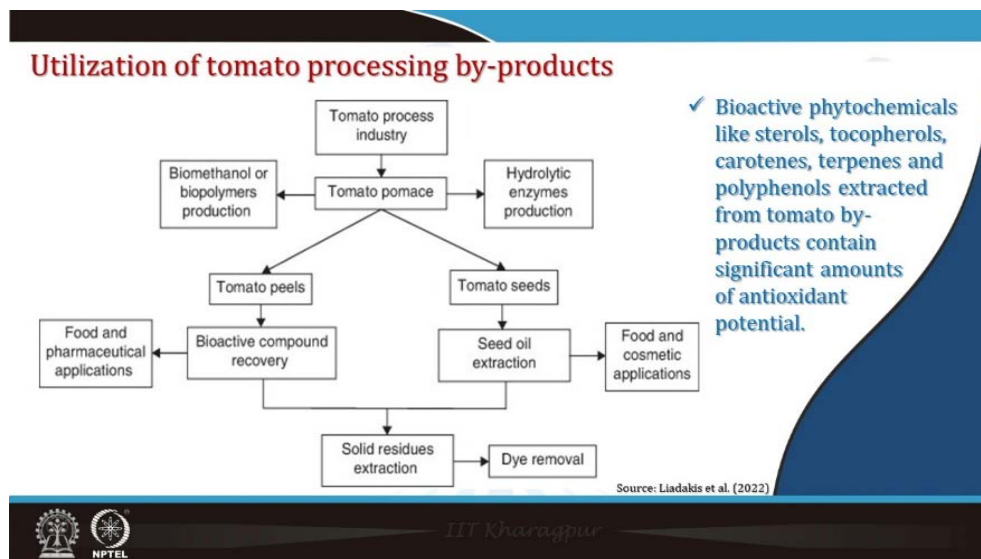 Utilization of tomato processing by-products
Tomato process
industry
Biomethanol or
biopolymers
production
Tomato pomace
Hydrolytic
enzymes
production
Tomato peels
Tomato seeds
Food and
pharmaceutical
applications
Bioactive compound
recovery
Seed oil
extraction
Food and
cosmetic
applications
Solid residues
extraction
Dye removal
✓ Bioactive phytochemicals
like sterols, tocopherols,
carotenes, terpenes and
polyphenols extracted
from tomato by-
products contain
significant amounts
of antioxidant
potential.
Source: Liadakis et al. (2022)
NPTEL
IIT Kharagpur